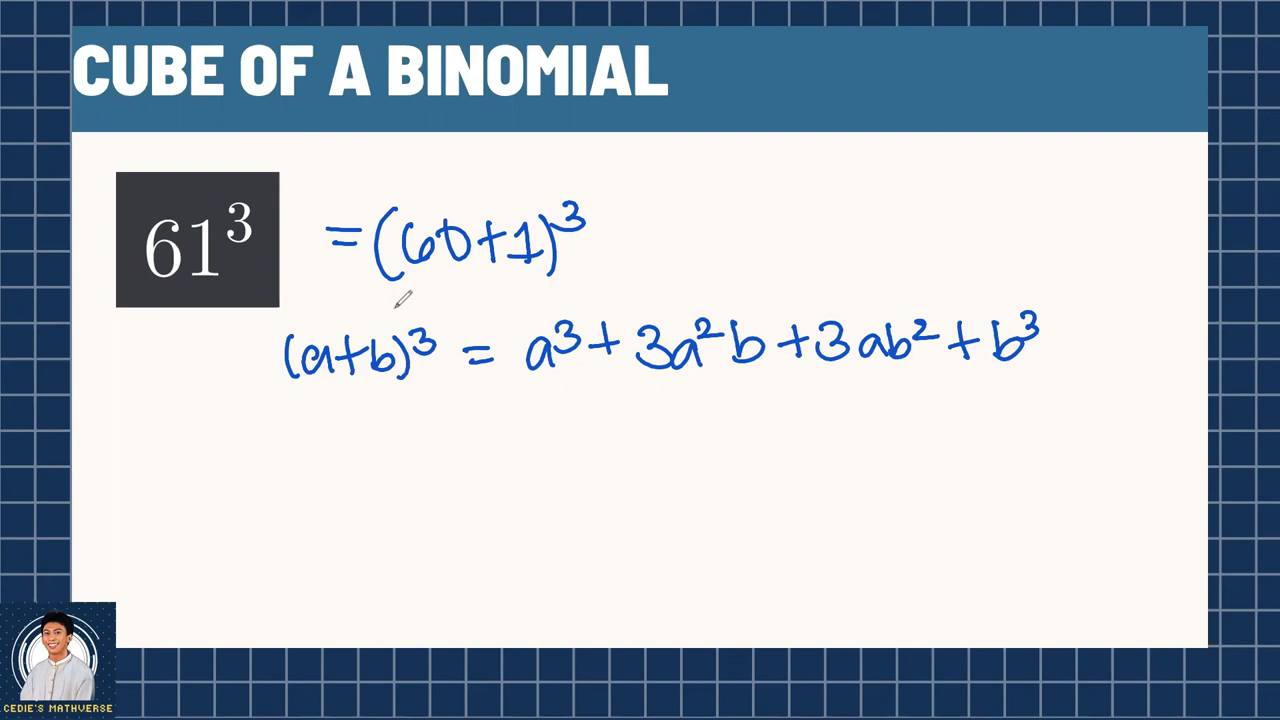 CUBE OF A BINOMIAL
61³ = (60+1)³
(a+b)³ = a³ + 3a²b + 3ab² + b³
CEDIE'S MATHVERSE